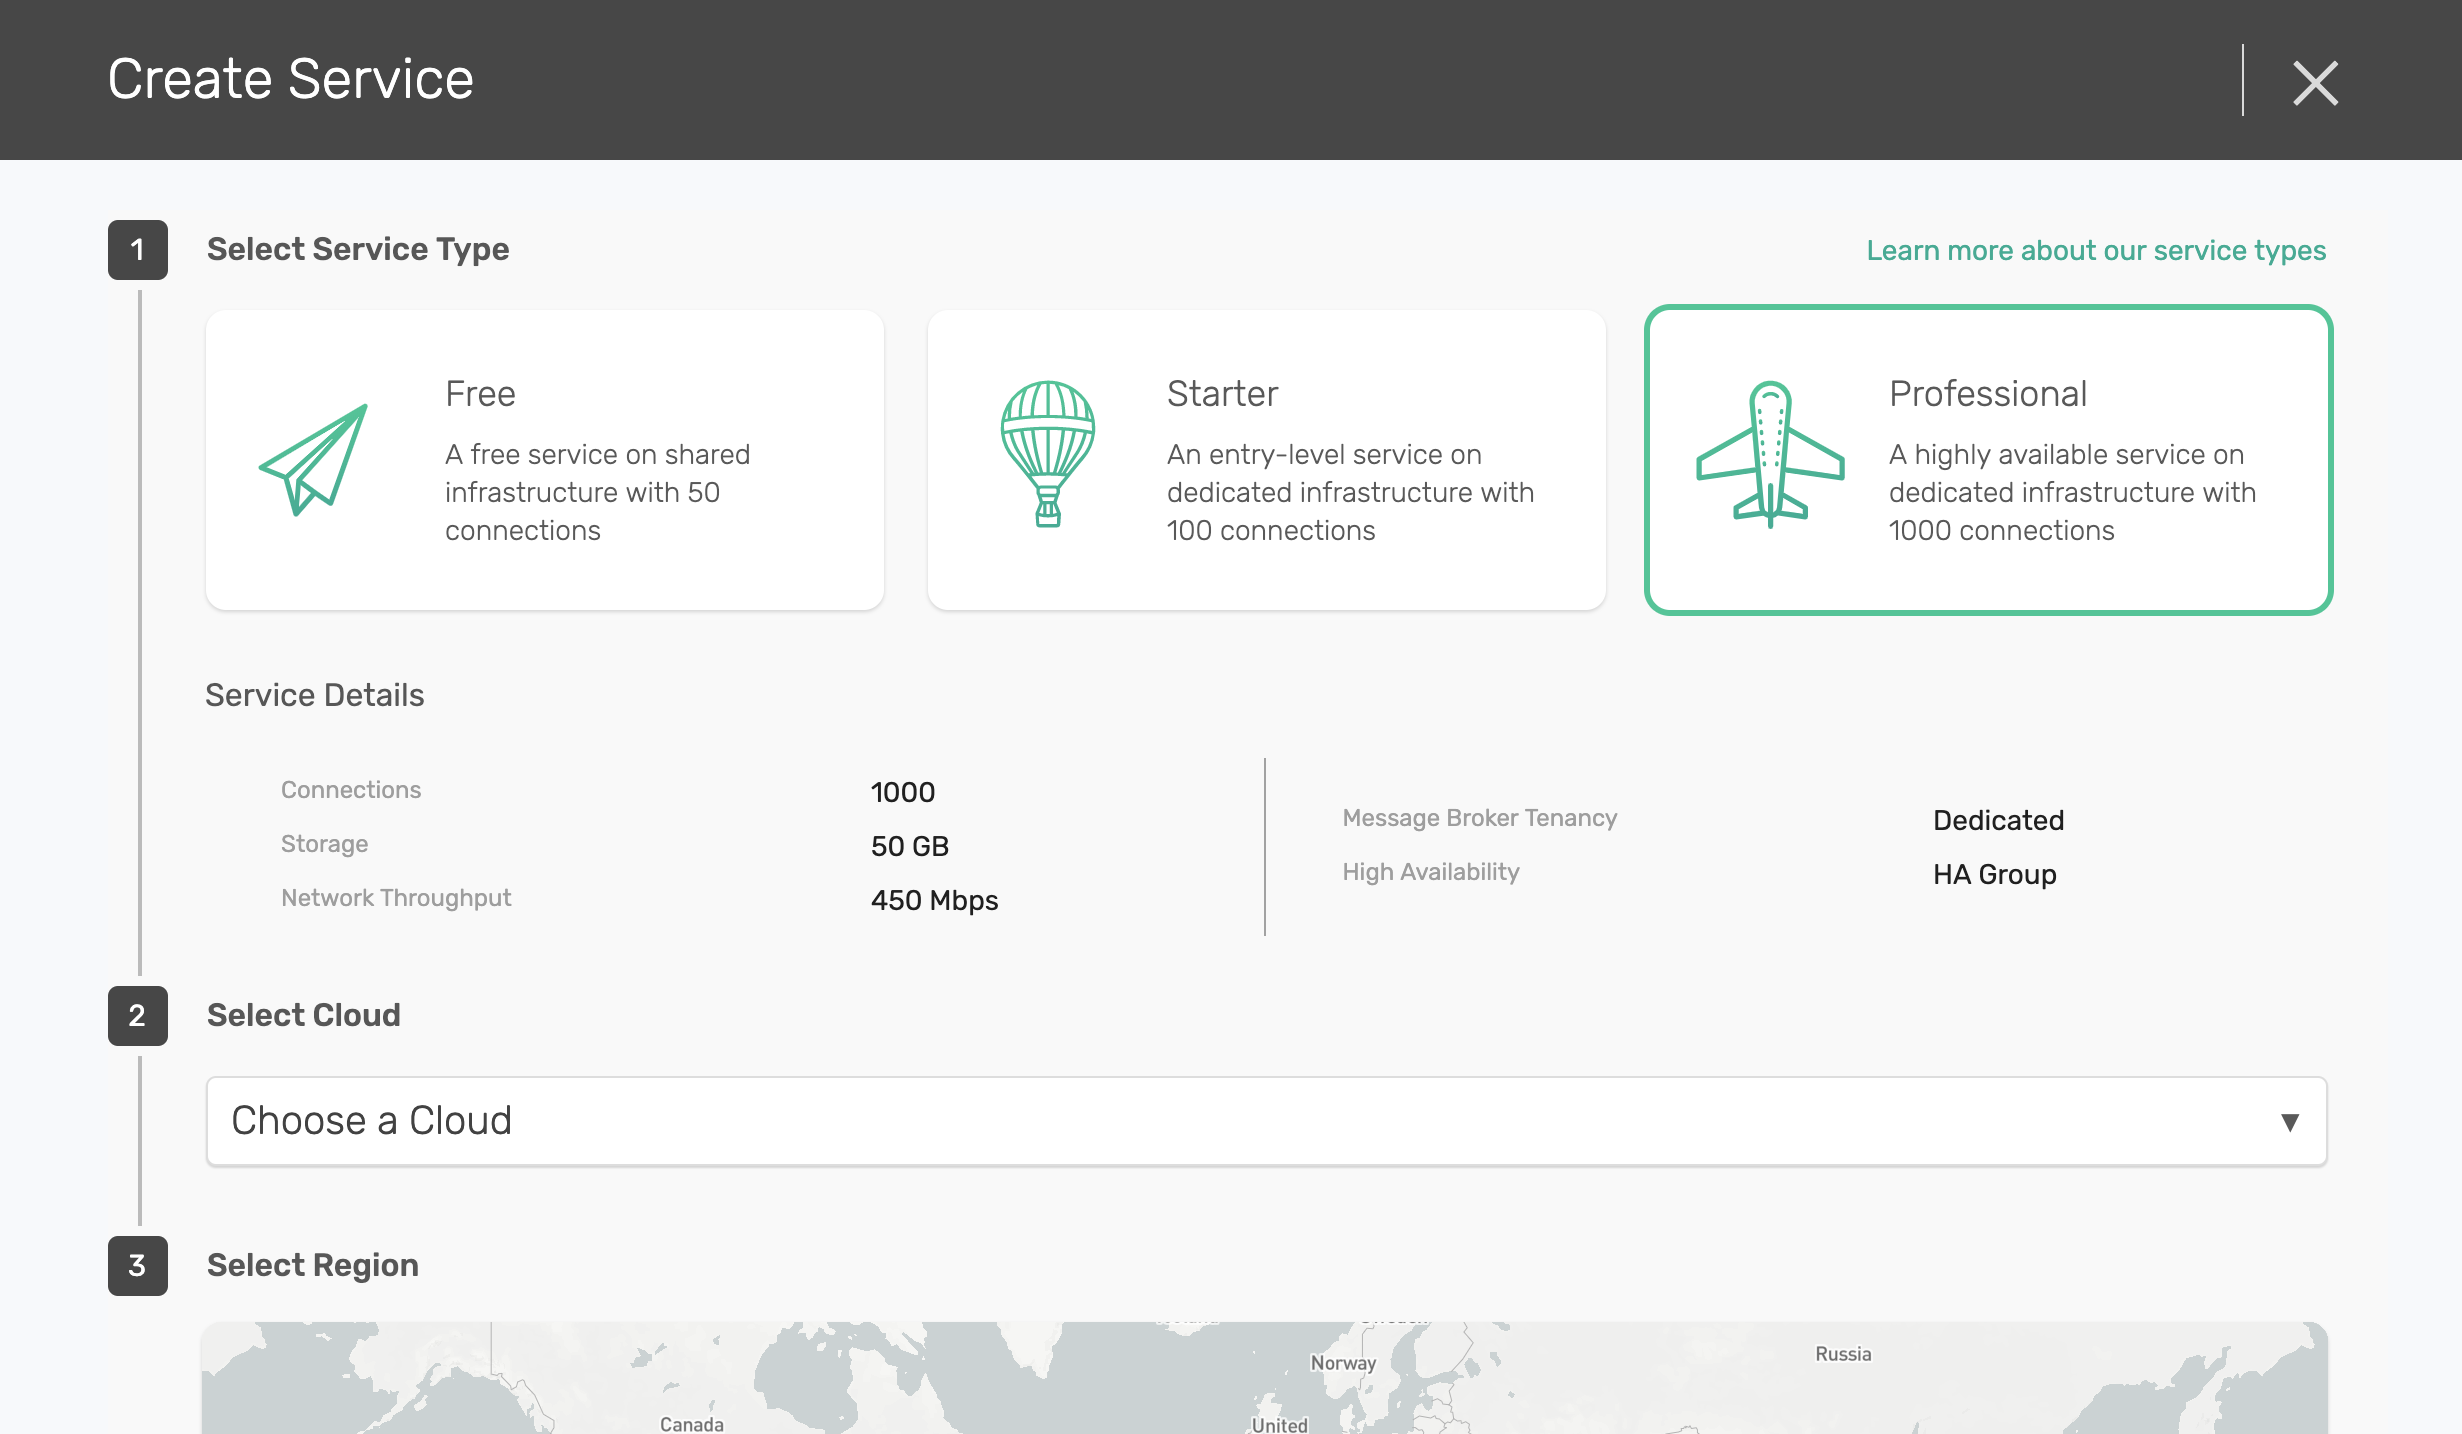 Create Service
1
Select Service Type
Learn more about our service types
Free
A free service on shared
infrastructure with 50
connections
Starter
An entry-level service on
dedicated infrastructure with
100 connections
Professional
A highly available service on
dedicated infrastructure with
1000 connections
Service Details
Connections
1000
Storage
50 GB
Network Throughput
450 Mbps
Message Broker Tenancy
Dedicated
High Availability
HA Group
2
Select Cloud
Choose a Cloud
3
Select Region
Norway
Russia
Canada
United